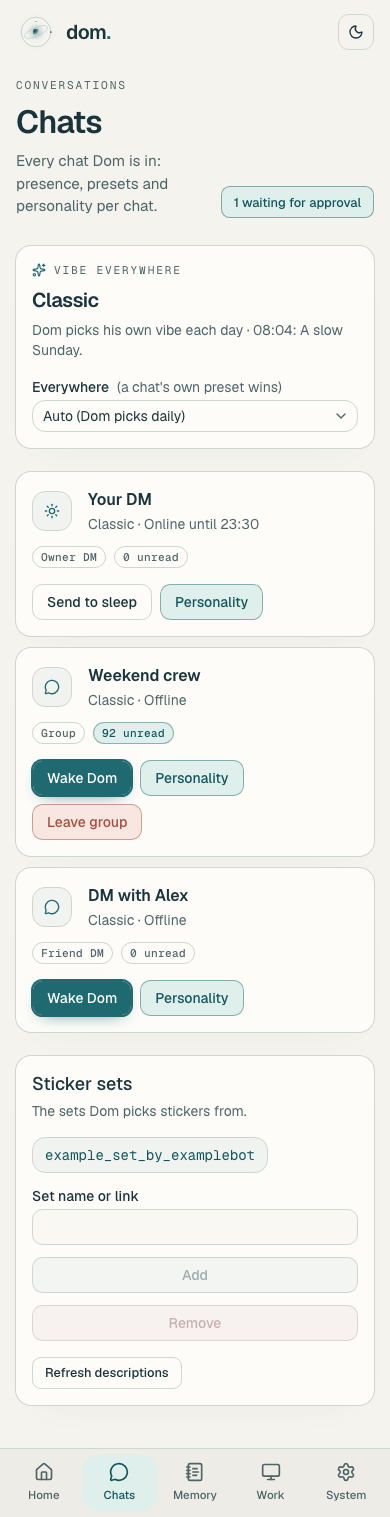 dom.
CONVERSATIONS
Chats
Every chat Dom is in:
presence, presets and
personality per chat.
1 waiting for approval
VIBE EVERYWHERE
Classic
Dom picks his own vibe each day · 08:04: A slow
Sunday.
Everywhere (a chat's own preset wins)
Auto (Dom picks daily)
Your DM
Classic · Online until 23:30
Owner DM
0 unread
Send to sleep
Personality
Weekend crew
Classic · Offline
Group
92 unread
Wake Dom
Personality
Leave group
DM with Alex
Classic · Offline
Friend DM
0 unread
Wake Dom
Personality
Sticker sets
The sets Dom picks stickers from.
example_set_by_examplebot
Set name or link
Add
Remove
Refresh descriptions
Home
Chats
Memory
Work
System